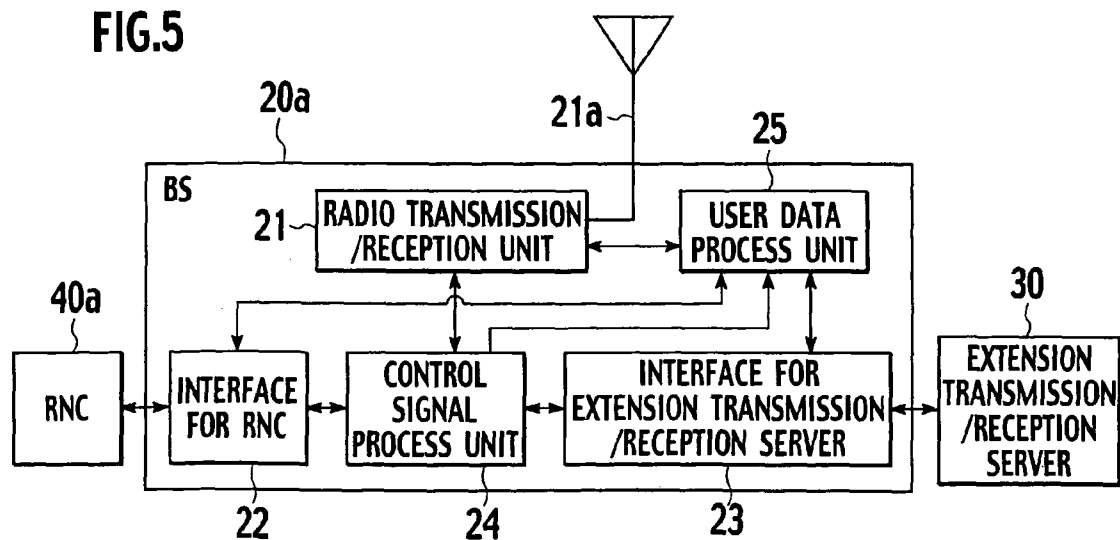 FIG.5
20a
21a
25
BS
21
RADIO TRANSMISSION
/RECEPTION UNIT
USER DATA
PROCESS UNIT
40a
30
RNC
INTERFACE
FOR RNC
CONTROL
SIGNAL
PROCESS UNIT
INTERFACE FOR
EXTENSION TRANSMISSION
/RECEPTION SERVER
EXTENSION
TRANSMISSION
/RECEPTION
SERVER
22
24
23